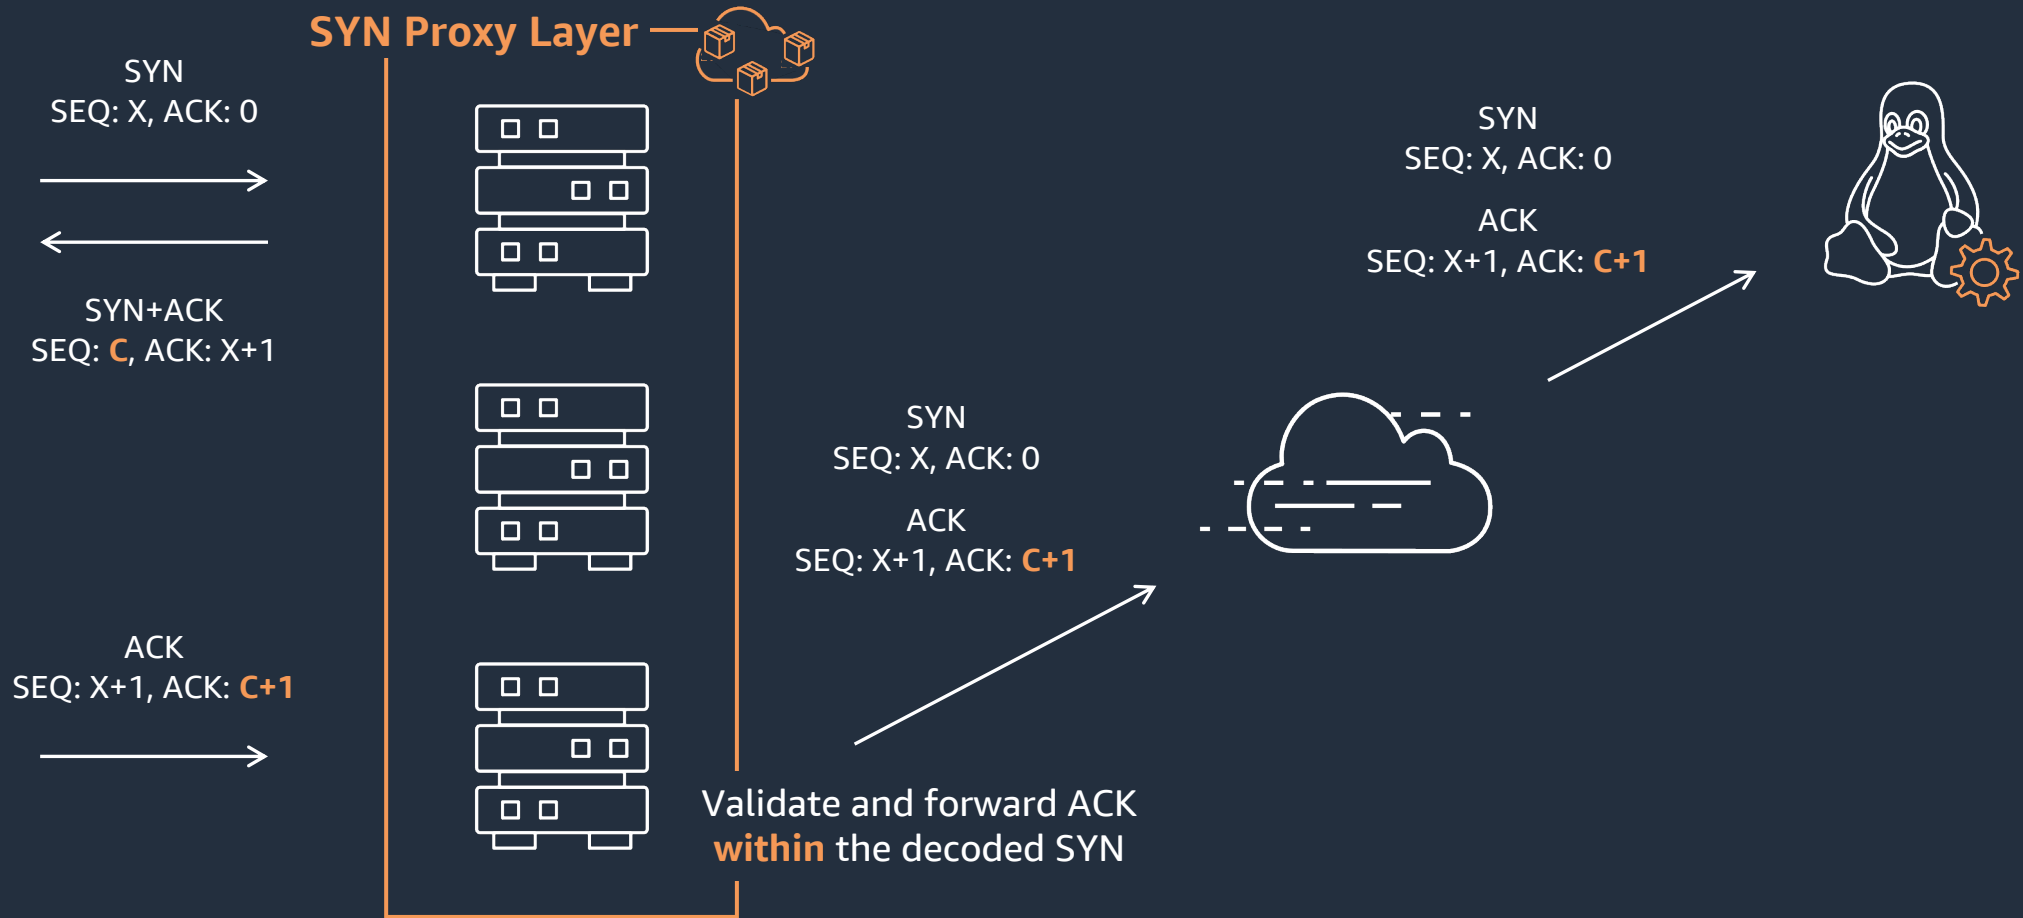 SYN Proxy Layer
SYN
SEQ: X, ACK: 0
SYN+ACK
SEQ: C, ACK: X+1
ACK
SEQ: X+1, ACK: C+1
SYN
SEQ: X, ACK: 0
ACK
SEQ: X+1, ACK: C+1
Validate and forward ACK
within the decoded SYN
SYN
SEQ: X, ACK: 0
ACK
SEQ: X+1, ACK: C+1